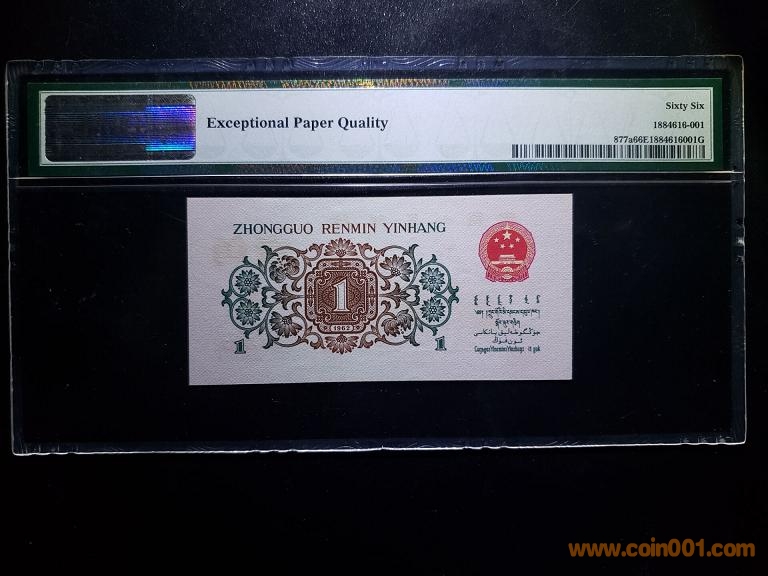 Exceptional Paper Quality
Sixty Six
1884616-001
877a66E1884616001G
ZHONGGUO RENMIN YINHANG
1
1962
1
1
www.coin001.com